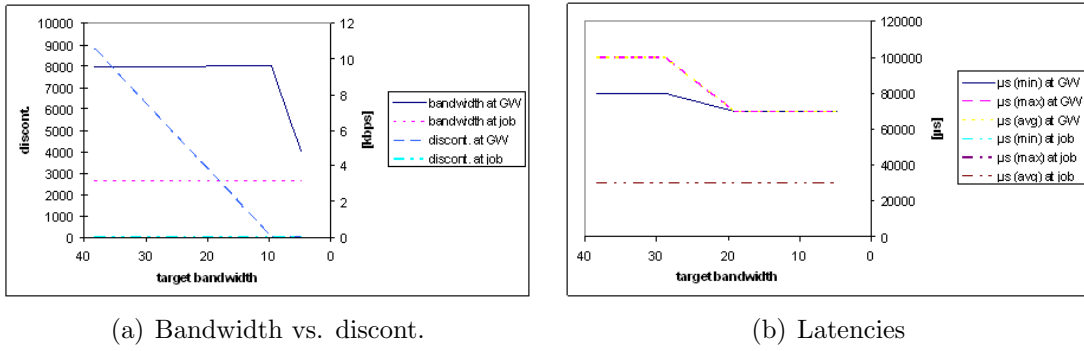 10000
9000
8000
7000
6000
5000
4000
3000
2000
1000
0
discont.
12
10
8
6
4
2
0
[kbps]
40 30 20 10 0
target bandwidth
bandwidth at GW
bandwidth at job
discont. at GW
discont. at job
(a) Bandwidth vs. discont.
120000
100000
80000
60000
40000
20000
0
[µs]
40 30 20 10 0
target bandwidth
µs (min) at GW
µs (max) at GW
µs (avg) at GW
µs (min) at job
µs (max) at job
µs (avg) at job
(b) Latencies